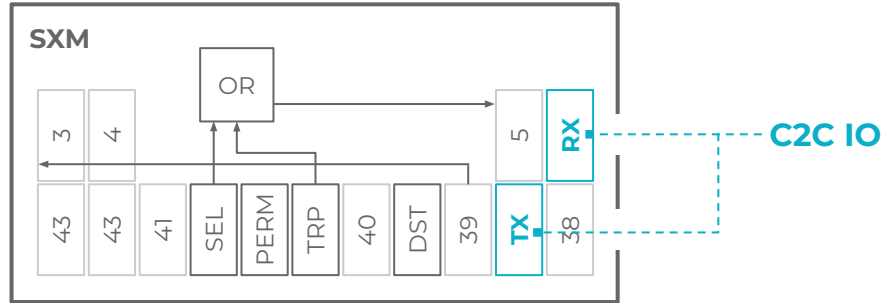 SXM
OR
3
4
5
RX
C2C IO
43
43
41
SEL
PERM
TRP
40
DST
39
TX
38